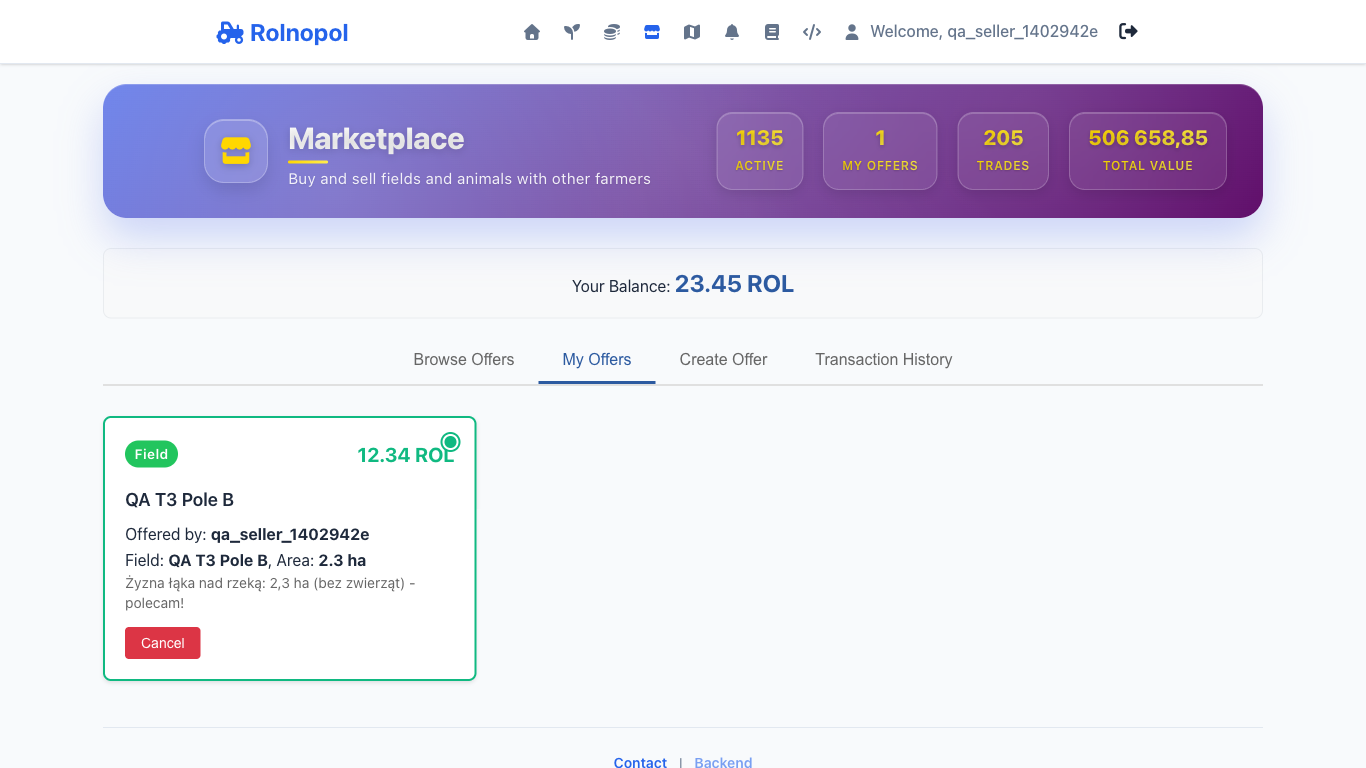 Rolnopol
Welcome, qa_seller_1402942e
Marketplace
Buy and sell fields and animals with other farmers
1135
ACTIVE
1
MY OFFERS
205
TRADES
506 658,85
TOTAL VALUE
Your Balance: 23.45 ROL
Browse Offers
My Offers
Create Offer
Transaction History
Field
12.34 ROL
QA T3 Pole B
Offered by: qa_seller_1402942e
Field: QA T3 Pole B, Area: 2.3 ha
Żyzna łąka nad rzeką: 2,3 ha (bez zwierząt) -
polecam!
Cancel
Contact | Backend